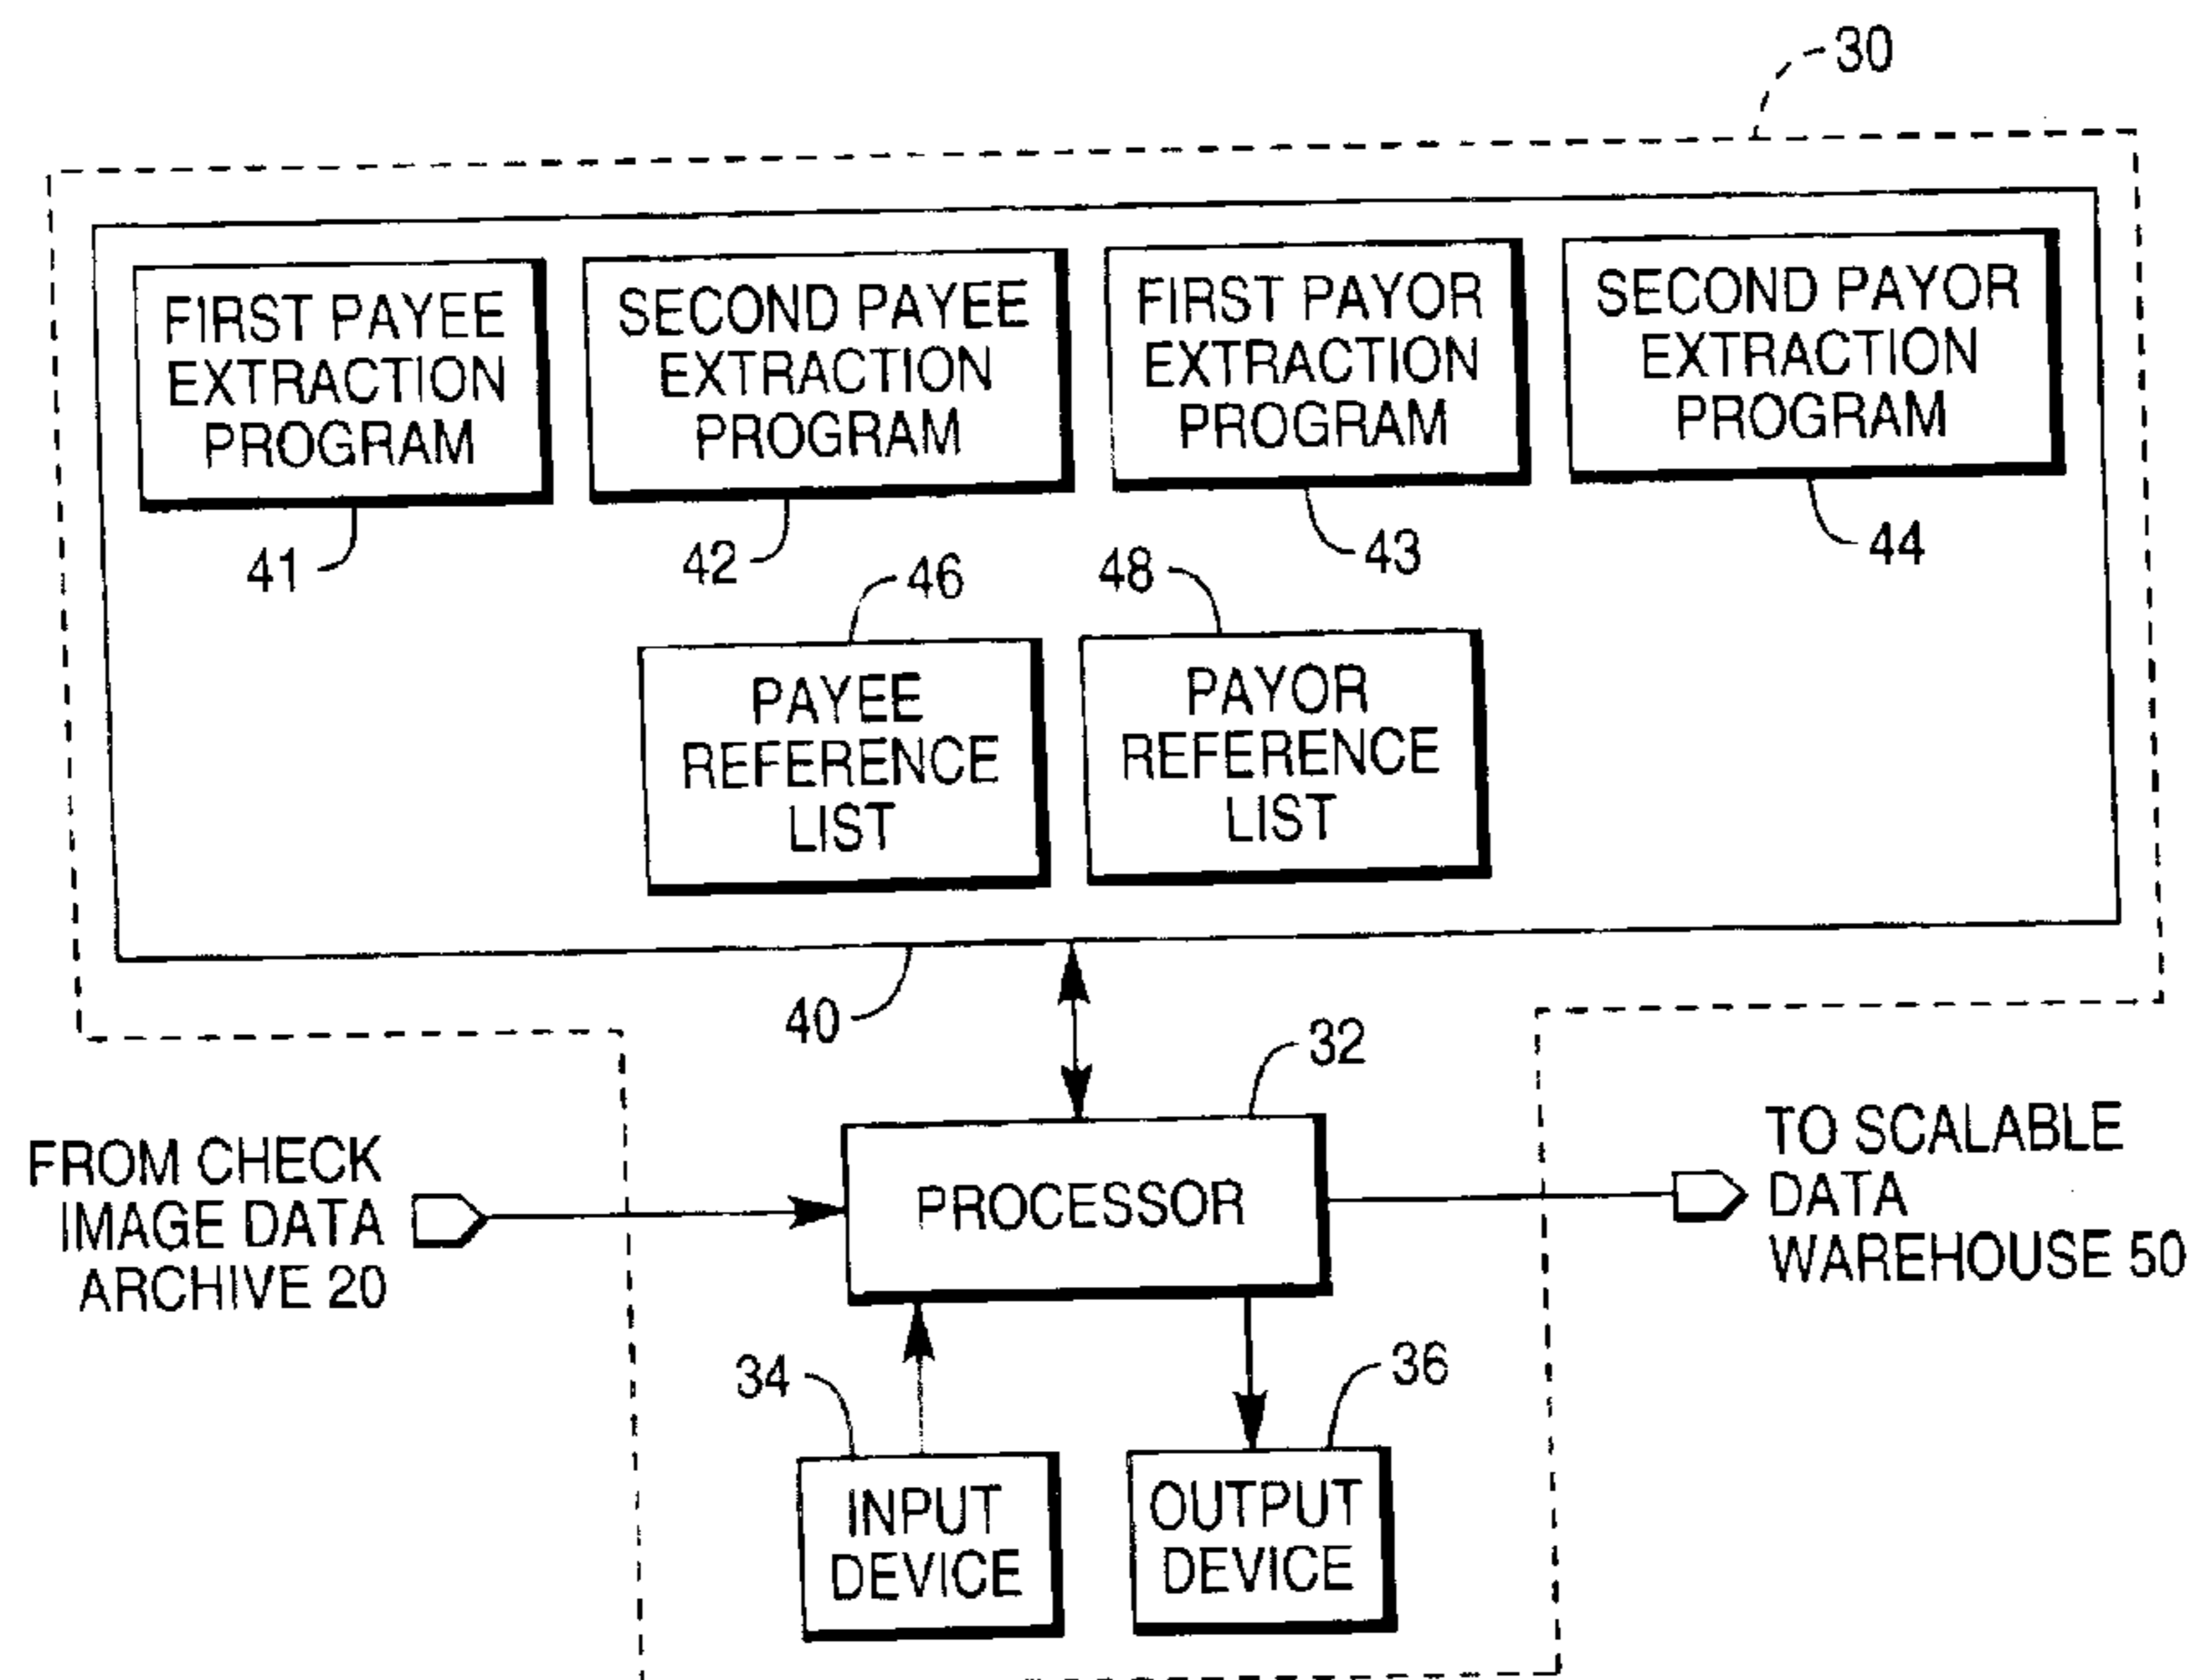 30
FIRST PAYEE
EXTRACTION
PROGRAM
SECOND PAYEE
EXTRACTION
PROGRAM
FIRST PAYOR
EXTRACTION
PROGRAM
SECOND PAYOR
EXTRACTION
PROGRAM
41
42
43
44
46
48
PAYEE
REFERENCE
LIST
PAYOR
REFERENCE
LIST
40
32
FROM CHECK
IMAGE DATA
ARCHIVE 20
PROCESSOR
TO SCALABLE
DATA
WAREHOUSE 50
34
36
INPUT
DEVICE
OUTPUT
DEVICE